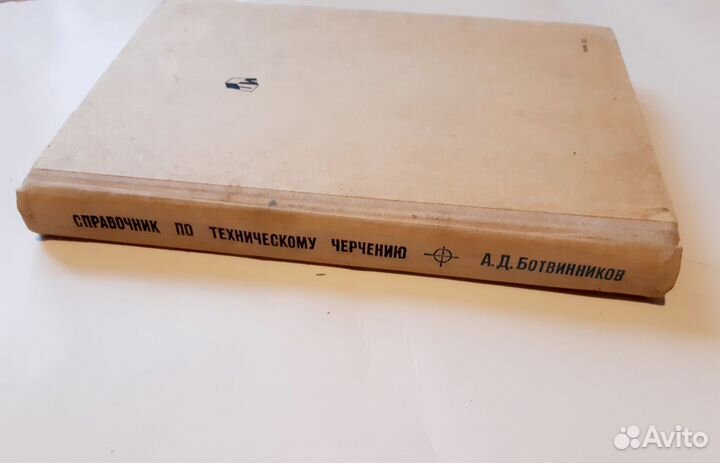 СПРАВОЧНИК ПО ТЕХНИЧЕСКОМУ ЧЕРЧЕНИЮ А. Д. БОТВИННИКОВ
Avito